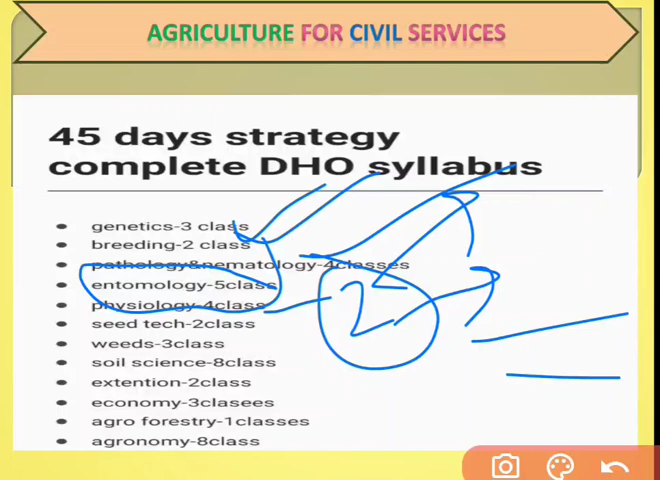 AGRICULTURE FOR CIVIL SERVICES
45 days strategy
complete DHO syllabus
genetics-3 class
breeding-2 class
pathology&nematology-4classes
entomology-5class
physiology-4class
seed tech-2class
weeds-3class
soil science-8class
extention-2class
economy-3clasees
agro forestry-1classes
agronomy-8class
2